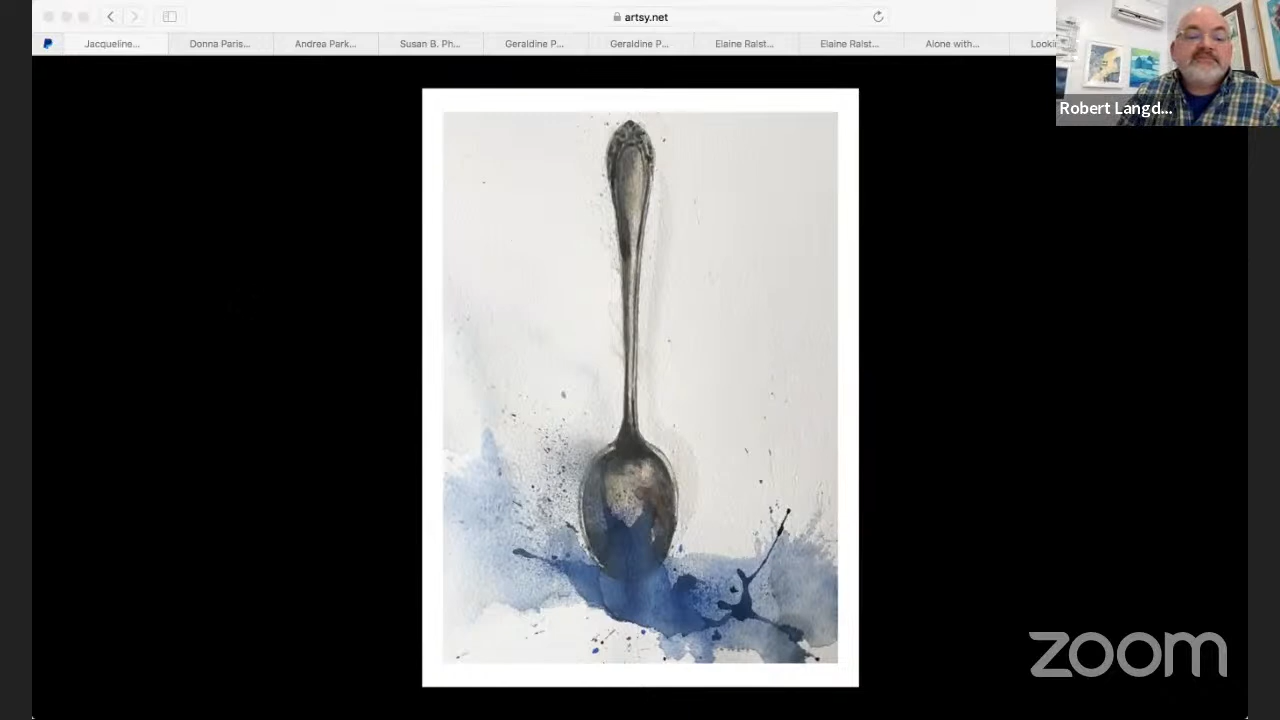 artsy.net
Jacqueline... Donna Paris... Andrea Park... Susan B. Ph... Geraldine P... Geraldine P... Elaine Ralst... Elaine Ralst... Alone with... Lookin
Robert Langd...
zoom